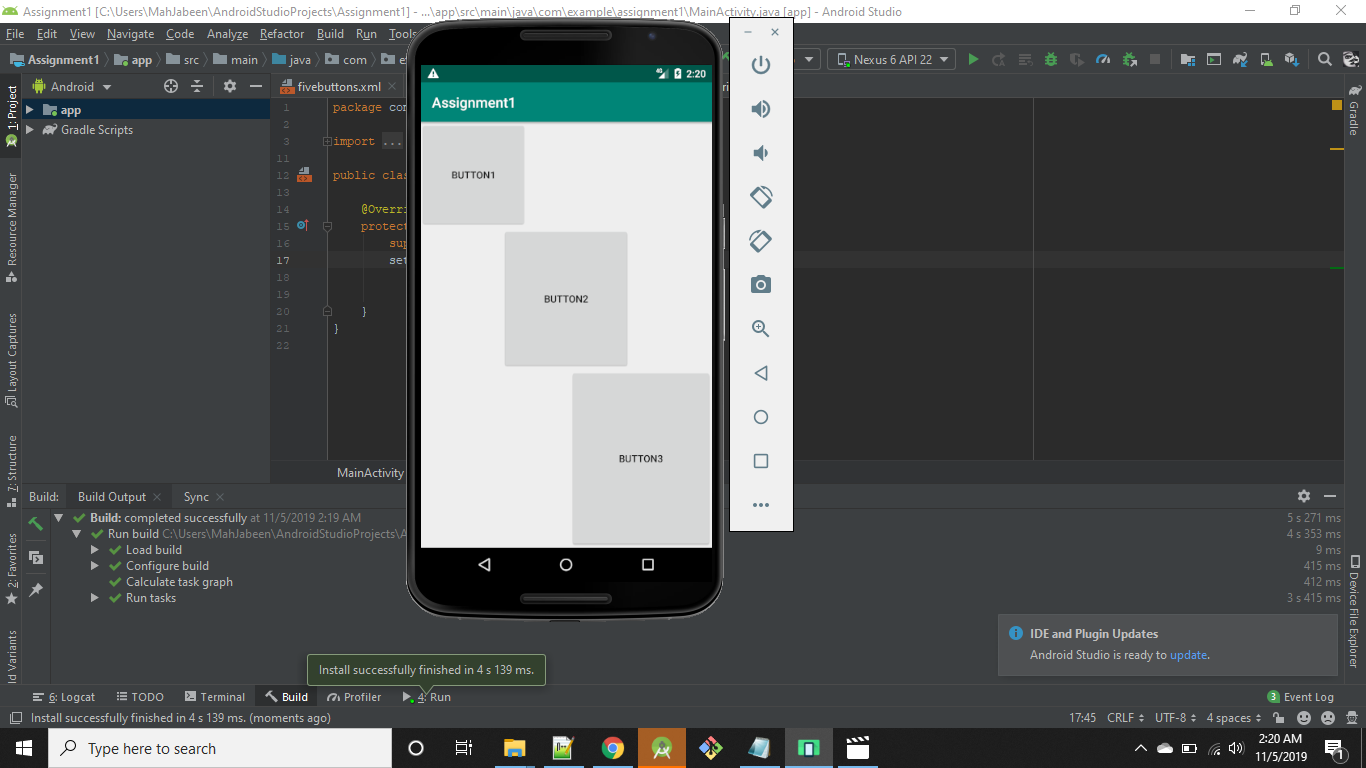 Assignment1 [C:\Users\MahJabeen\AndroidStudioProjects\Assignment1] - ...\app\src\main\java\com\example\assignment1\MainActivity.java [app] - Android Studio
File Edit View Navigate Code Analyze Refactor Build Run Tools
Assignment1 app src main java com
Nexus 6 API 22
Android
fivebuttons.xml
1: Project
Resource Manager
Layout Captures
7: Structure
2: Favorites
app
Gradle Scripts
1 package com
2
3 import ...
11
12 public clas
13
14 @Overri
15 protect
16 sup
17 set
18
19
20 }
21 }
22
MainActivity
2:20
Assignment1
BUTTON1
BUTTON2
BUTTON3
Gradle
Device File Explorer
Build: Build Output Sync
Build: completed successfully at 11/5/2019 2:19 AM 5 s 271 ms
Run build C:\Users\MahJabeen\AndroidStudioProjects\A 4 s 353 ms
Load build 9 ms
Configure build 415 ms
Calculate task graph 412 ms
Run tasks 3 s 415 ms
IDE and Plugin Updates
Android Studio is ready to update.
Install successfully finished in 4 s 139 ms.
6: Logcat TODO Terminal Build Profiler 4: Run 3 Event Log
Install successfully finished in 4 s 139 ms. (moments ago) 17:45 CRLF UTF-8 4 spaces
Type here to search
2:20 AM
11/5/2019
1